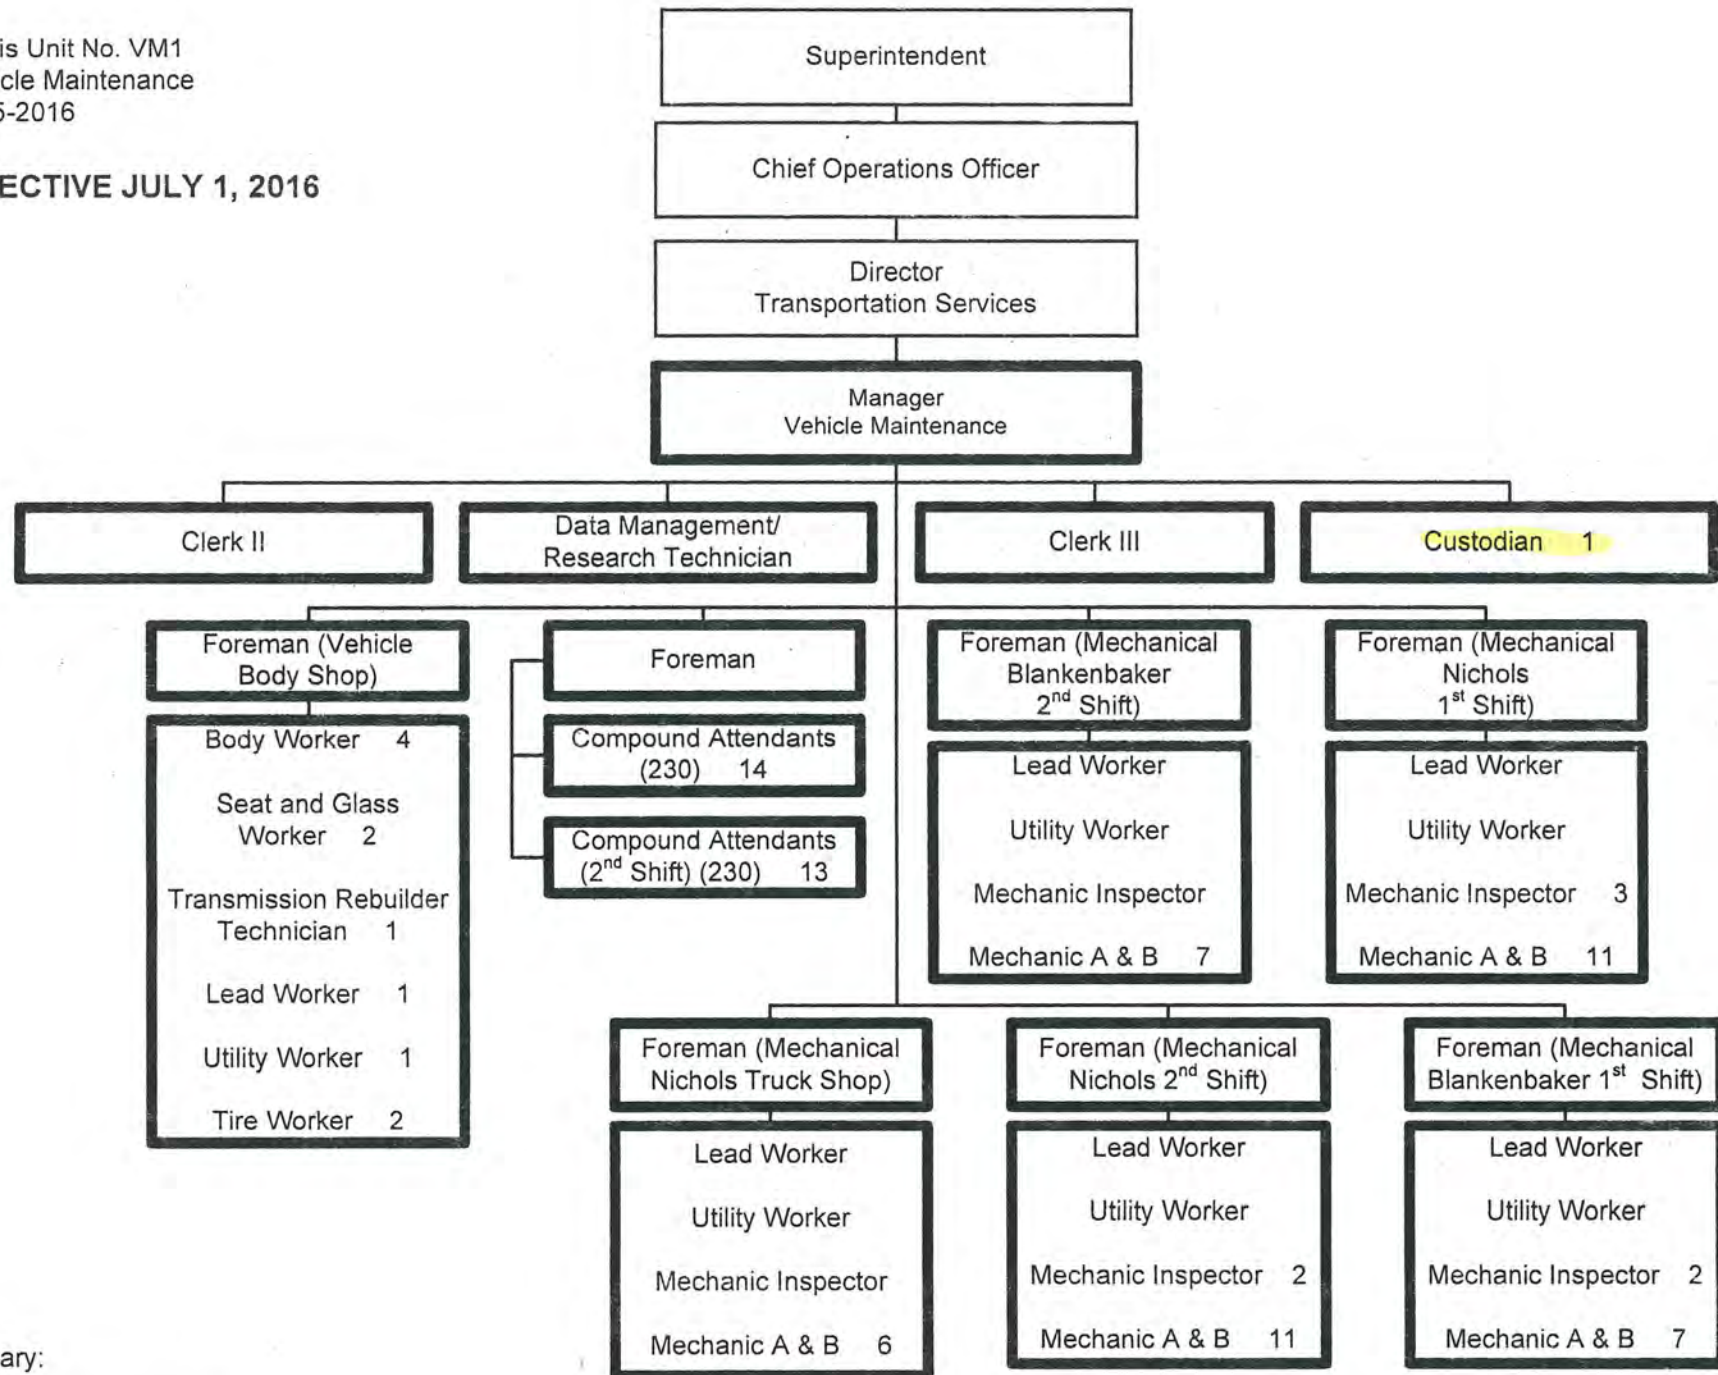 is Unit No. VM1
cle Maintenance
5-2016
ECTIVE JULY 1, 2016
Superintendent
Chief Operations Officer
Director
Transportation Services
Manager
Vehicle Maintenance
Clerk II
Data Management/
Research Technician
Clerk III
Custodian 1
Foreman (Vehicle
Body Shop)
Body Worker 4
Seat and Glass
Worker 2
Transmission Rebuilder
Technician 1
Lead Worker 1
Utility Worker 1
Tire Worker 2
Foreman
Compound Attendants
(230) 14
Compound Attendants
(2nd Shift) (230) 13
Foreman (Mechanical
Blankenbaker
2nd Shift)
Lead Worker
Utility Worker
Mechanic Inspector
Mechanic A & B 7
Foreman (Mechanical
Nichols
1st Shift)
Lead Worker
Utility Worker
Mechanic Inspector 3
Mechanic A & B 11
Foreman (Mechanical
Nichols Truck Shop)
Lead Worker
Utility Worker
Mechanic Inspector
Mechanic A & B 6
Foreman (Mechanical
Nichols 2nd Shift)
Lead Worker
Utility Worker
Mechanic Inspector 2
Mechanic A & B 11
Foreman (Mechanical
Blankenbaker 1st Shift)
Lead Worker
Utility Worker
Mechanic Inspector 2
Mechanic A & B 7
ary: